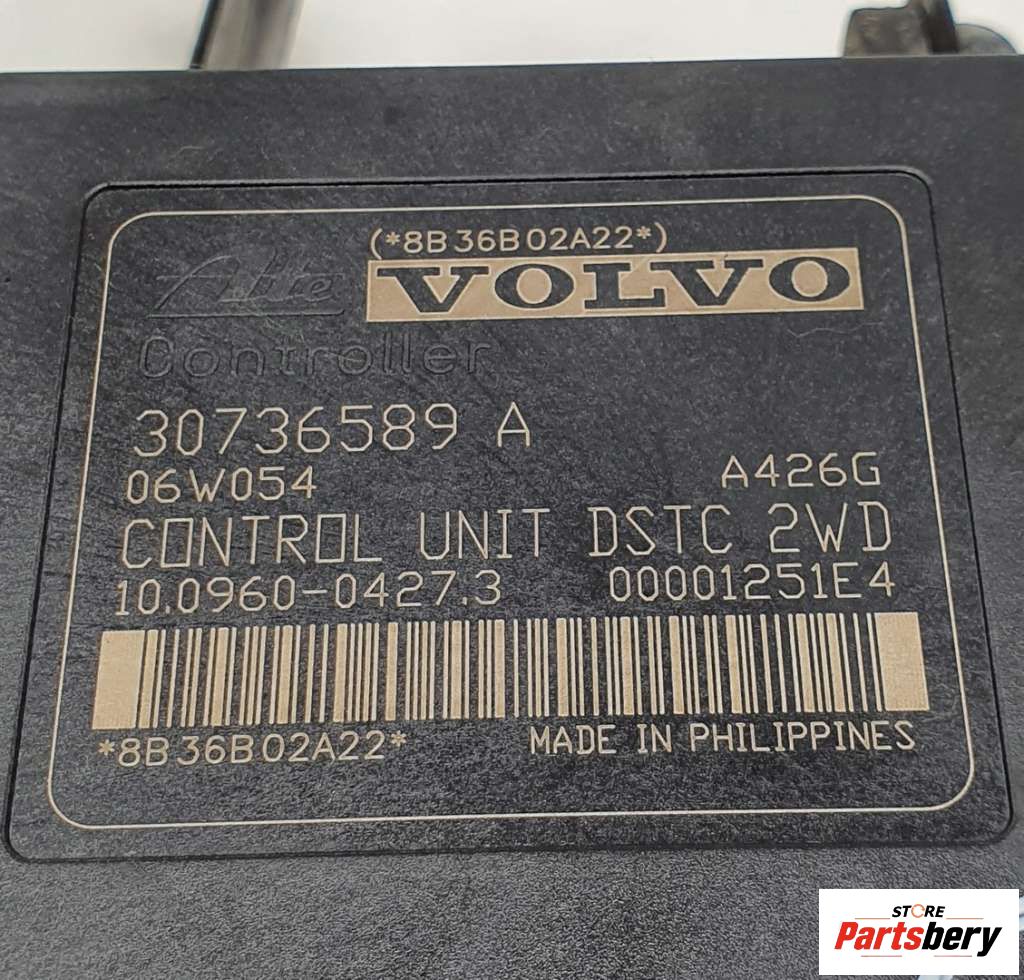 (*8B36B02A22*)
Ate VOLVO
Controller
30736589 A
06W054 A426G
CONTROL UNIT DSTC 2WD
10.0960-0427.3 00001251E4
*8B36B02A22* MADE IN PHILIPPINES
STORE
Partsbery